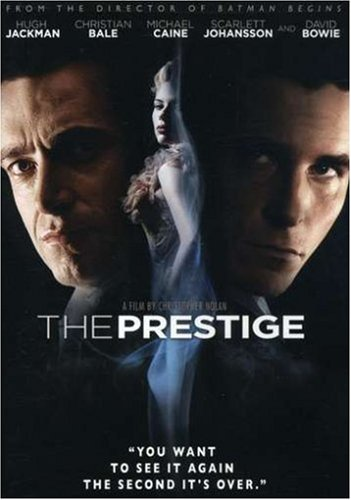 FROM THE DIRECTOR OF BATMAN BEGINS
HUGH JACKMAN CHRISTIAN BALE MICHAEL CAINE SCARLETT JOHANSSON AND DAVID BOWIE
A FILM BY CHRISTOPHER NOLAN
THE PRESTIGE
“YOU WANT
TO SEE IT AGAIN
THE SECOND IT'S OVER.”